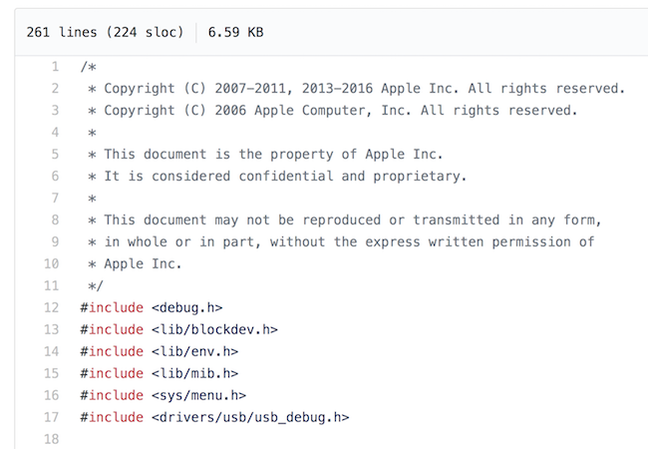 261 lines (224 sloc) 6.59 KB
1 /*
2 * Copyright (C) 2007-2011, 2013-2016 Apple Inc. All rights reserved.
3 * Copyright (C) 2006 Apple Computer, Inc. All rights reserved.
4 *
5 * This document is the property of Apple Inc.
6 * It is considered confidential and proprietary.
7 *
8 * This document may not be reproduced or transmitted in any form,
9 * in whole or in part, without the express written permission of
10 * Apple Inc.
11 */
12 #include <debug.h>
13 #include <lib/blockdev.h>
14 #include <lib/env.h>
15 #include <lib/mib.h>
16 #include <sys/menu.h>
17 #include <drivers/usb/usb_debug.h>
18